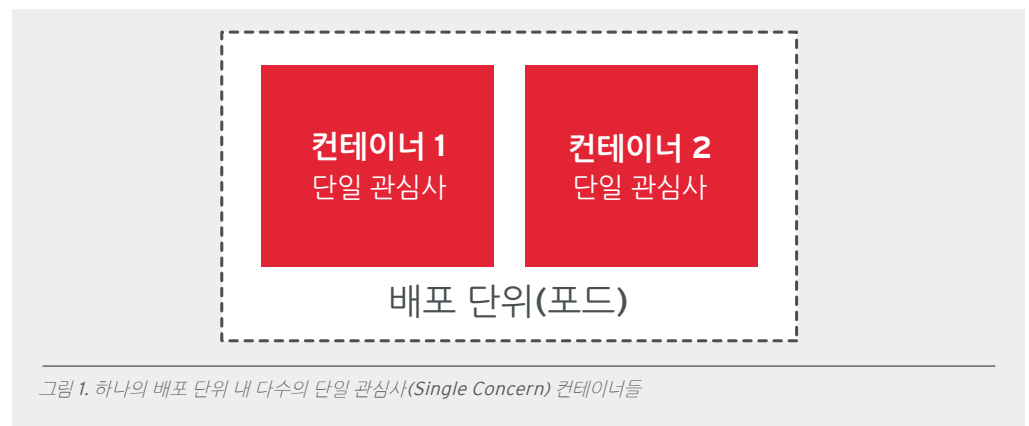 컨테이너 1
단일 관심사
컨테이너 2
단일 관심사
배포 단위(포드)
그림 1. 하나의 배포 단위 내 다수의 단일 관심사(Single Concern) 컨테이너들